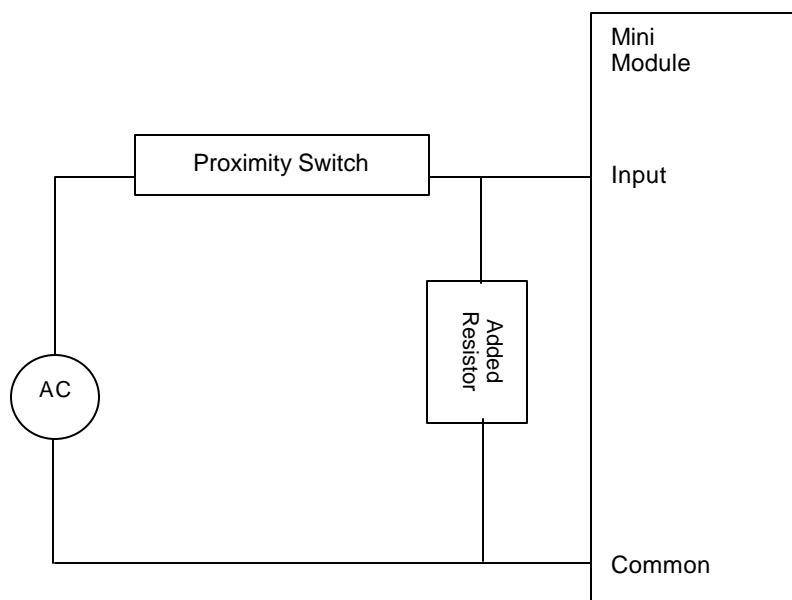 Mini
Module
Proximity Switch
Input
Added
Resistor
AC
Common